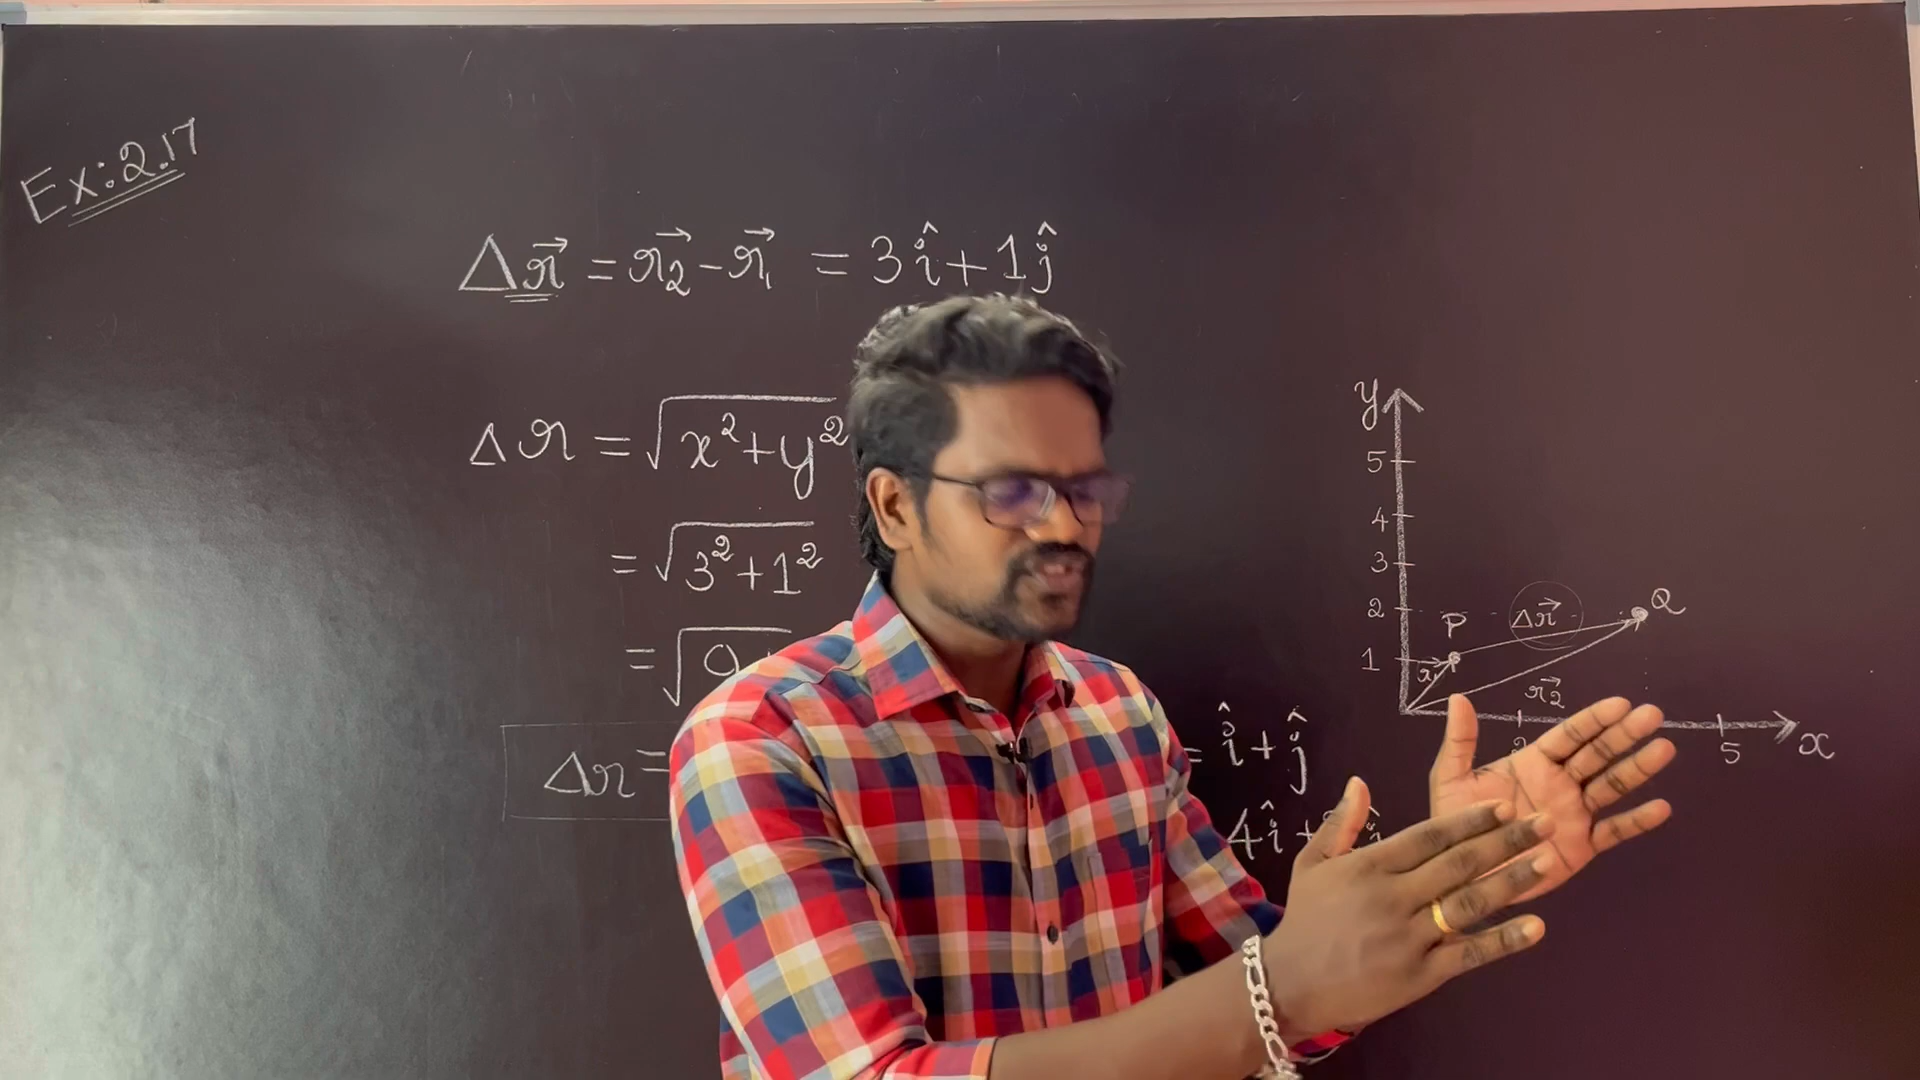 Ex: 2.17
Δr⃗ = r⃗₂ - r⃗₁ = 3î + 1ĵ
Δr = √x² + y²
= √3² + 1²
= √9
Δr =
= î + ĵ
4î +
y
5
4
3
2
1
P
Δr⃗
Q
r⃗₂
5
x